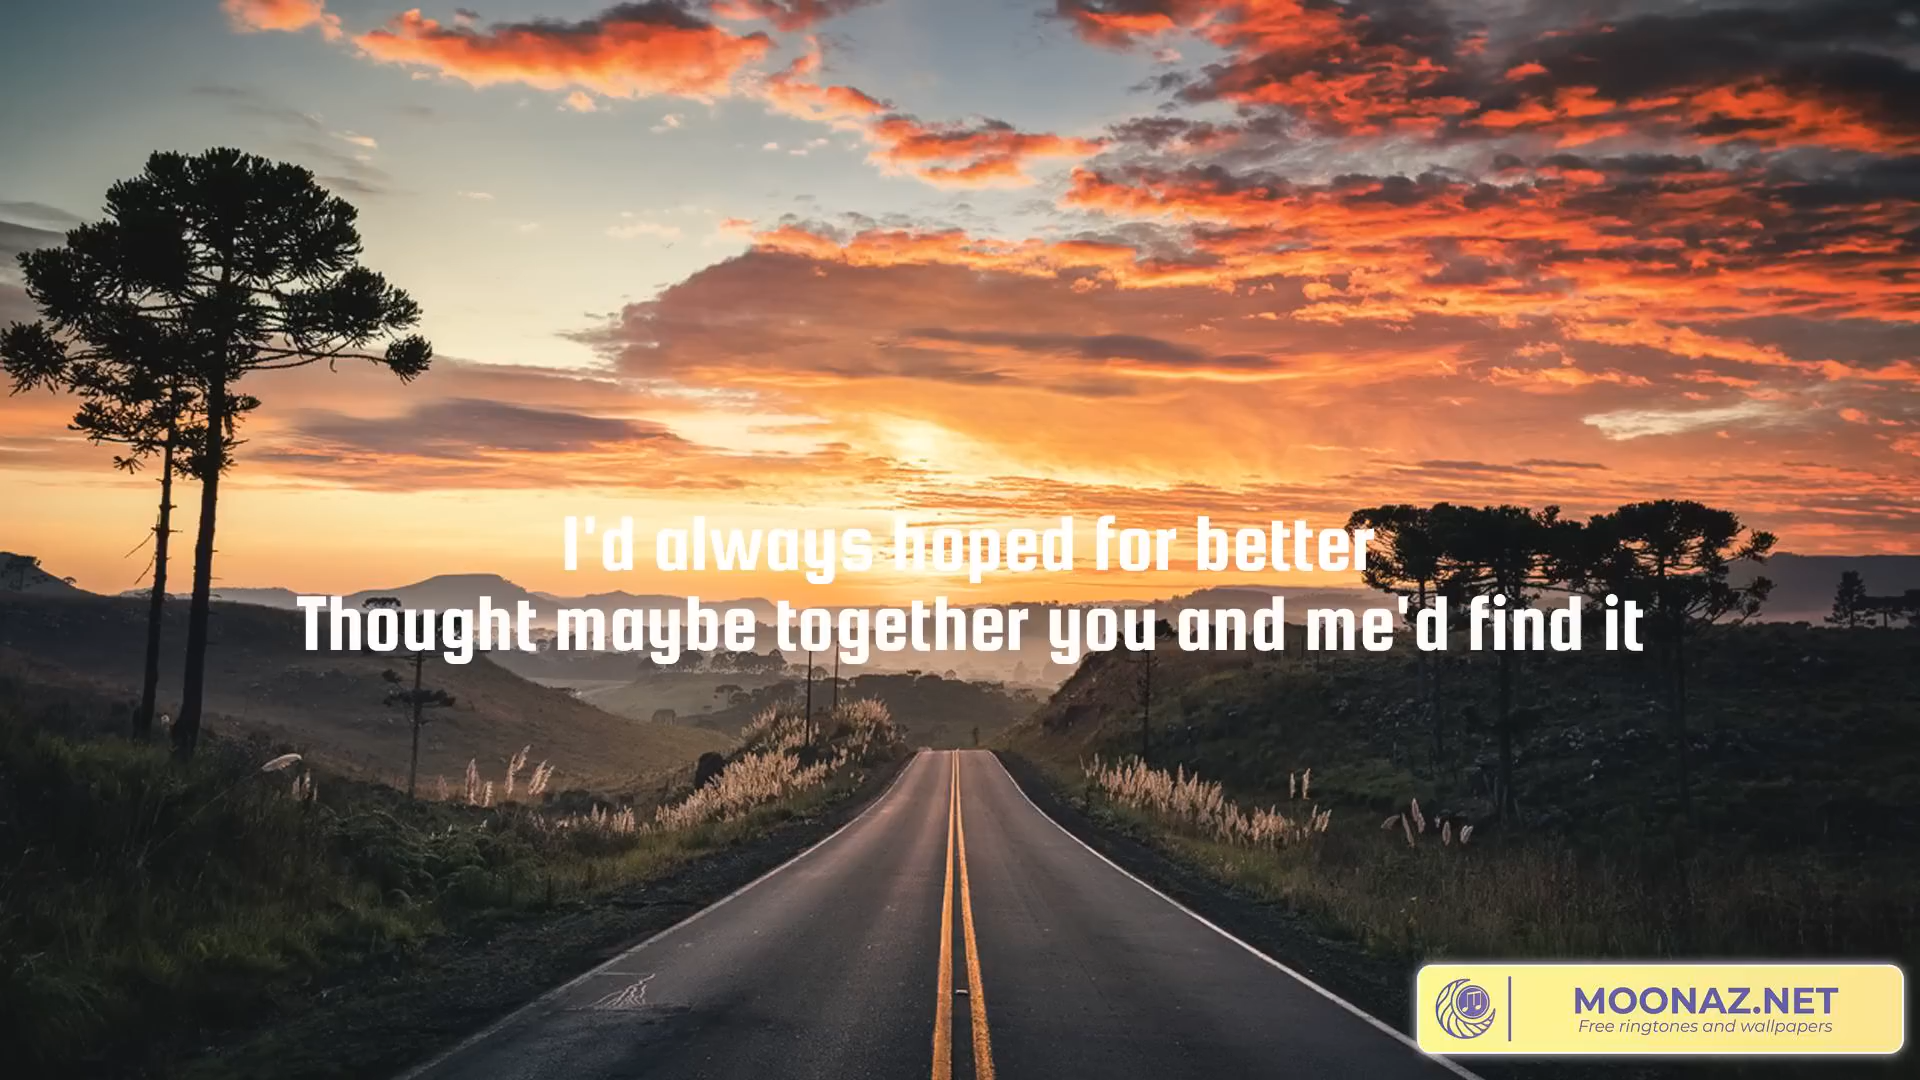 I'd always hoped for better
Thought maybe together you and me'd find it
MOONAZ.NET
Free ringtones and wallpapers